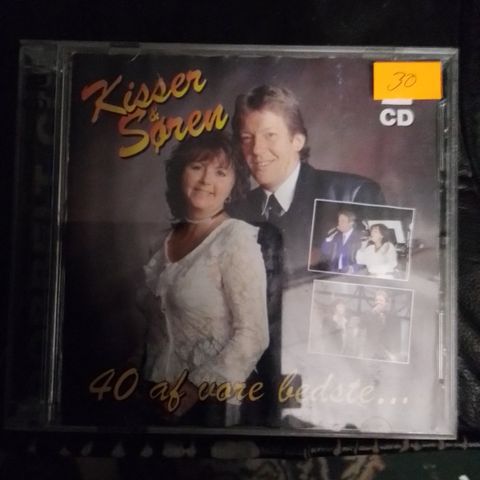 Kisser
&
Søren
30
CD
40 af vore bedste...